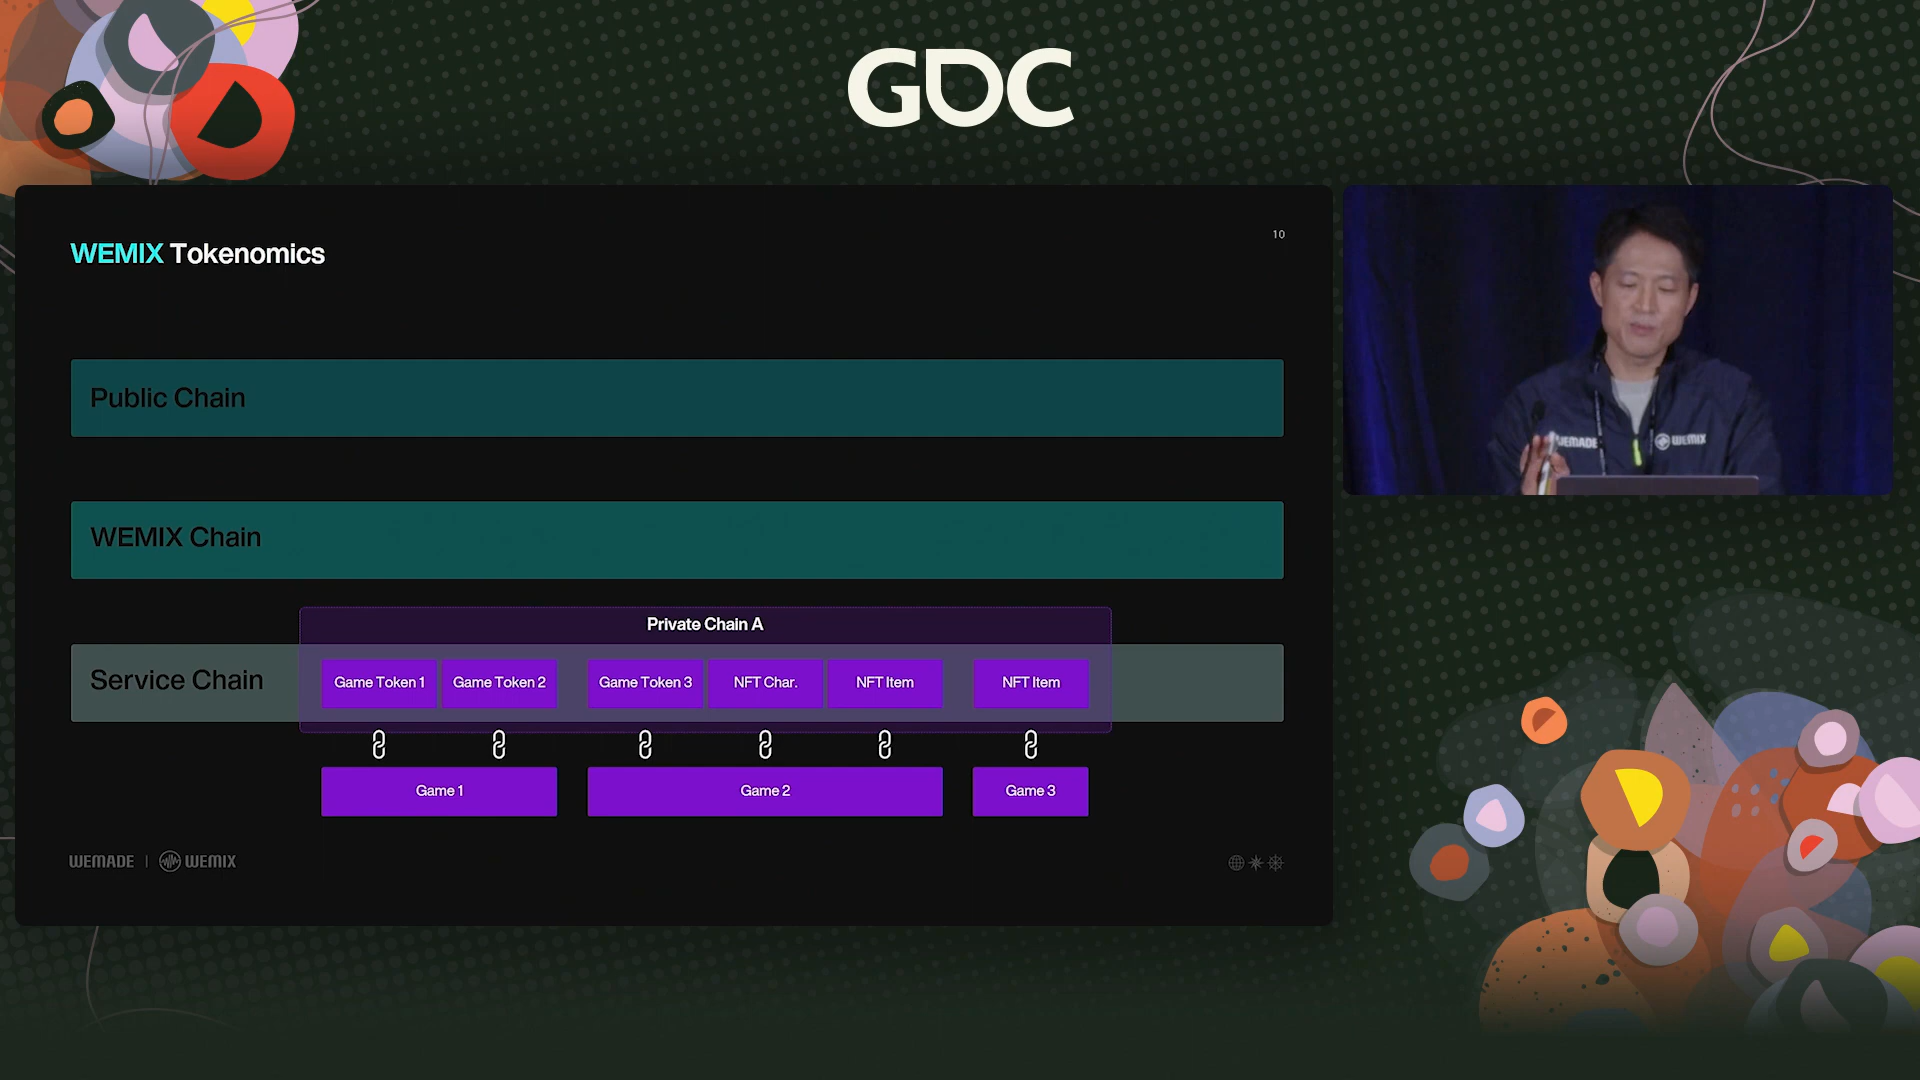 GDC
WEMIX Tokenomics
10
Public Chain
WEMIX Chain
Private Chain A
Service Chain
Game Token 1
Game Token 2
Game Token 3
NFT Char.
NFT Item
NFT Item
Game 1
Game 2
Game 3
WEMADE | WEMIX
WEMADE
WEMIX